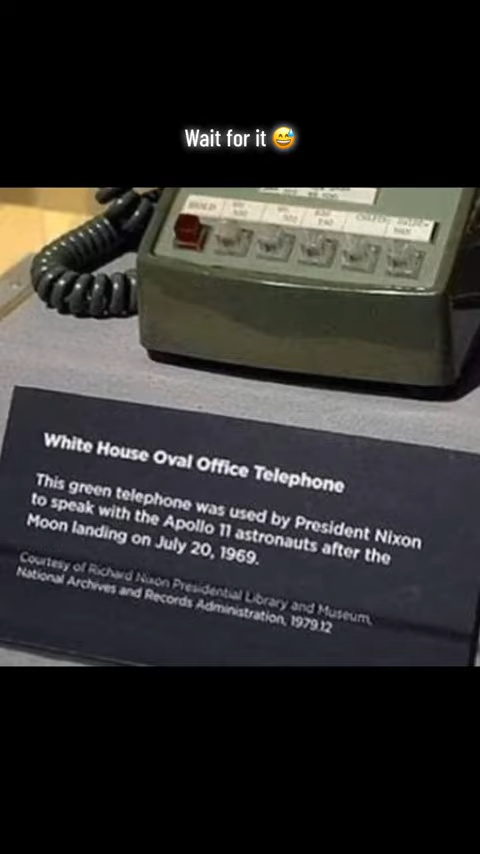 Wait for it 😅
HOLD
White House Oval Office Telephone
This green telephone was used by President Nixon
to speak with the Apollo 11 astronauts after the
Moon landing on July 20, 1969.
Courtesy of Richard Nixon Presidential Library and Museum,
National Archives and Records Administration, 1979.12